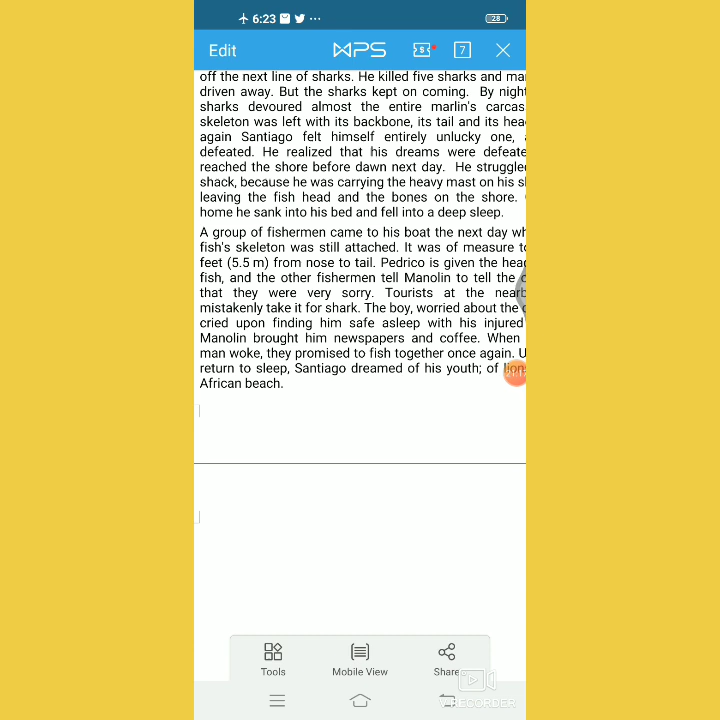 6:23 28
Edit WPS $ 7
off the next line of sharks. He killed five sharks and
driven away. But the sharks kept on coming. By nigh
sharks devoured almost the entire marlin's carcas
skeleton was left with its backbone, its tail and its hea
again Santiago felt himself entirely unlucky one,
defeated. He realized that his dreams were defeate
reached the shore before dawn next day. He struggle
shack, because he was carrying the heavy mast on his
leaving the fish head and the bones on the shore.
home he sank into his bed and fell into a deep sleep.
A group of fishermen came to his boat the next day
fish's skeleton was still attached. It was of measure
feet (5.5 m) from nose to tail. Pedrico is given the hea
fish, and the other fishermen tell Manolin to tell the
that they were very sorry. Tourists at the nearb
mistakenly take it for shark. The boy, worried about the
cried upon finding him safe asleep with his injured
Manolin brought him newspapers and coffee. When
man woke, they promised to fish together once again.
return to sleep, Santiago dreamed of his youth; of lion
African beach.
Tools Mobile View Share
V RECORDER